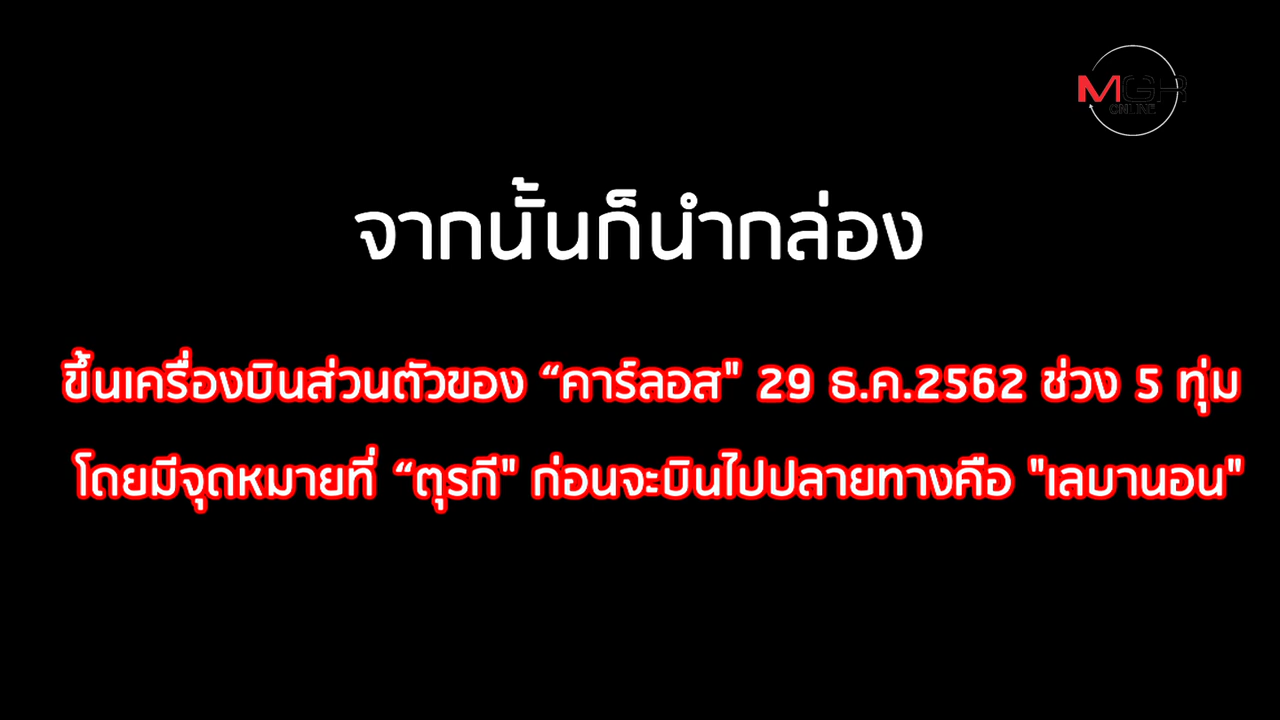 MGR
ONLINE
จากนั้นก็นำกล่อง
ขึ้นเครื่องบินส่วนตัวของ “คาร์ลอส" 29 ธ.ค.2562 ช่วง 5 ทุ่ม
โดยมีจุดหมายที่ “ตุรกี" ก่อนจะบินไปปลายทางคือ "เลบานอน"